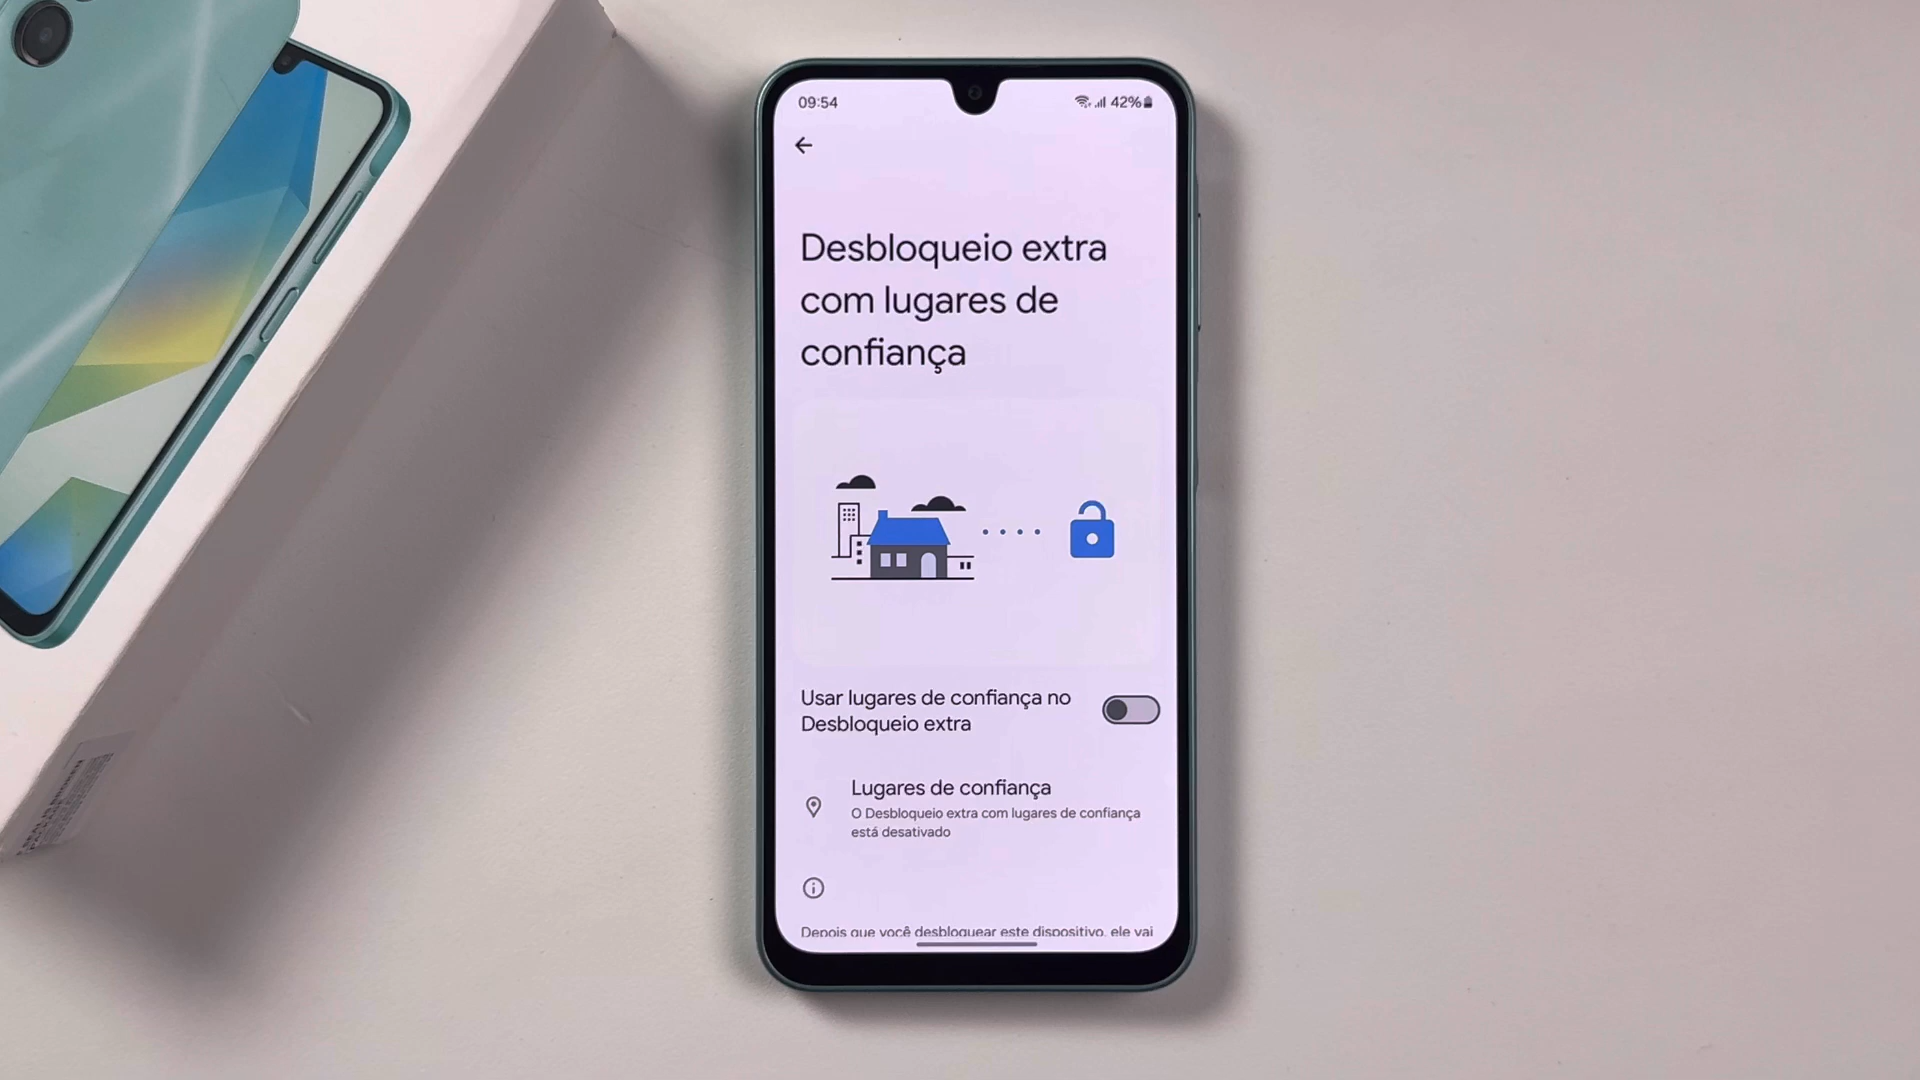 09:54
42%
Desbloqueio extra
com lugares de
confiança
Usar lugares de confiança no
Desbloqueio extra
Lugares de confiança
O Desbloqueio extra com lugares de confiança
está desativado
Depois que você desbloquear este dispositivo, ele vai